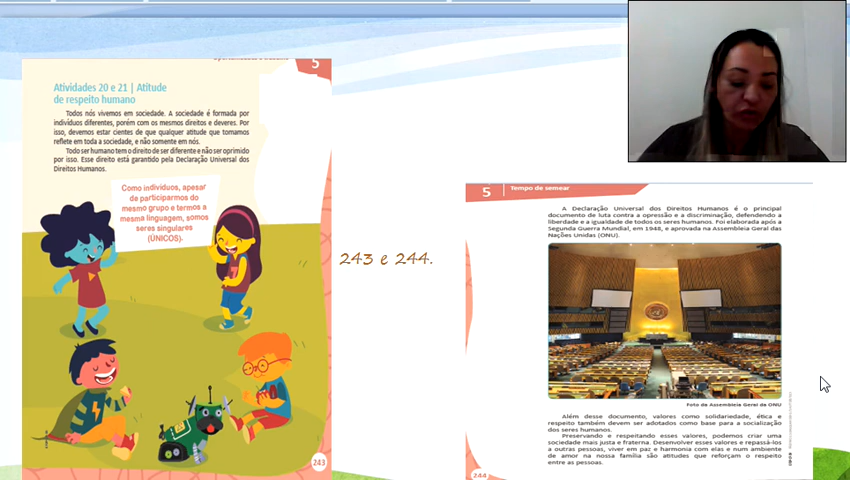 5
Atividades 20 e 21 | Atitude
de respeito humano
Todos nós vivemos em sociedade. A sociedade é formada por
indivíduos diferentes, porém com os mesmos direitos e deveres. Por
isso, devemos estar cientes de que qualquer atitude que tomamos
reflete em toda a sociedade, e não somente em nós.
Todo ser humano tem o direito de ser diferente e não ser oprimido
por isso. Esse direito está garantido pela Declaração Universal dos
Direitos Humanos.
Como indivíduos, apesar
de participarmos do
mesmo grupo e termos a
mesma linguagem, somos
seres singulares
(ÚNICOS).
243
243 e 244.
5 Tempo de semear
A Declaração Universal dos Direitos Humanos é o principal
documento de luta contra a opressão e a discriminação, defendendo a
liberdade e a igualdade de todos os seres humanos. Foi elaborada após a
Segunda Guerra Mundial, em 1948, e aprovada na Assembleia Geral das
Nações Unidas (ONU).
Foto da Assembleia Geral da ONU
Além desse documento, valores como solidariedade, ética e
respeito também devem ser adotados como base para a socialização
dos seres humanos.
Preservando e respeitando esses valores, podemos criar uma
sociedade mais justa e fraterna. Desenvolver esses valores e repassá-los
a outras pessoas, viver em paz e harmonia com elas e num ambiente
de amor na nossa família são atitudes que reforçam o respeito
entre as pessoas.
244